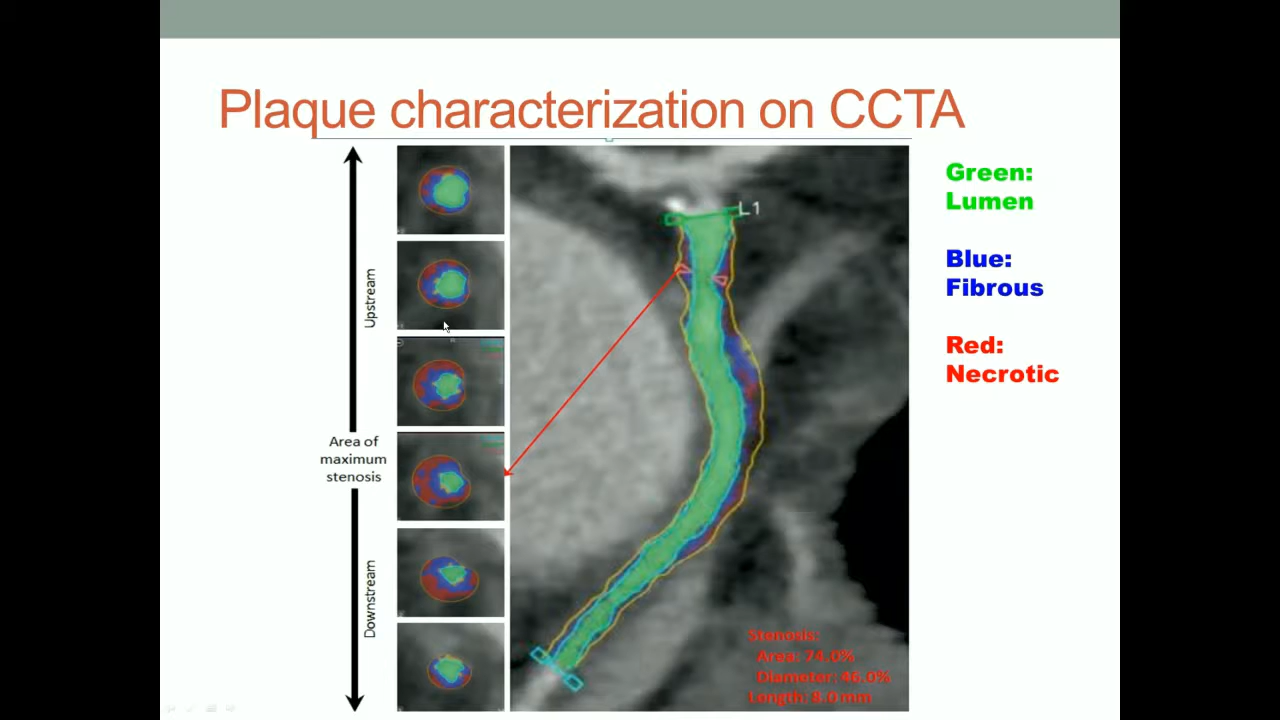 Plaque characterization on CCTA
Upstream
Area of
maximum
stenosis
Downstream
L1
Stenosis:
Area: 74.0%
Diameter: 46.0%
Length: 8.0 mm
Green:
Lumen
Blue:
Fibrous
Red:
Necrotic